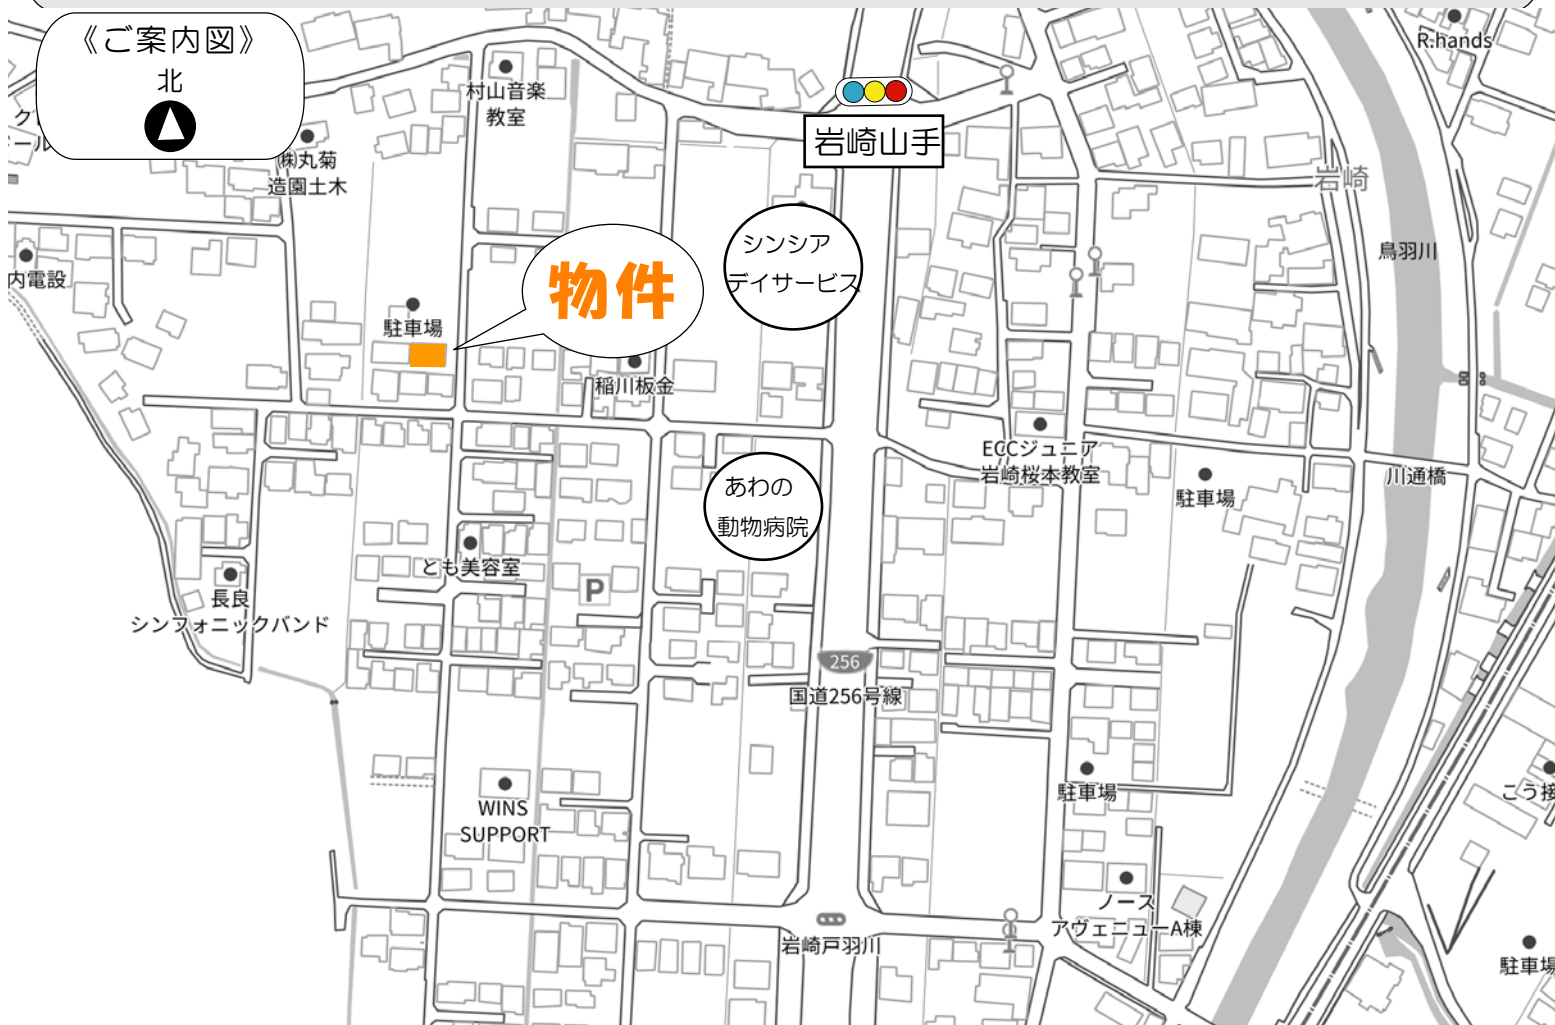 《ご案内図》
北
R.hands
村山音楽
教室
岩崎山手
㈱丸菊
造園土木
岩崎
シンシア
デイサービス
鳥羽川
内電設
物件
駐車場
稲川板金
ECCジュニア
岩崎桜本教室
川通橋
駐車場
あわの
動物病院
とも美容室
P
長良
シンフォニックバンド
256
国道256号線
駐車場
こう接
WINS
SUPPORT
ノース
アヴェニューA棟
岩崎戸羽川
駐車場